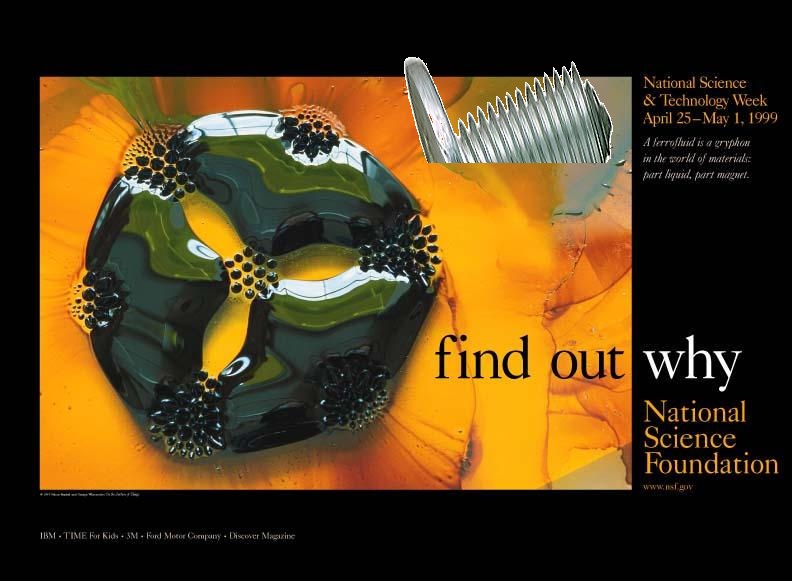 National Science
& Technology Week
April 25–May 1, 1999
A ferrofluid is a gryphon
in the world of materials:
part liquid, part magnet.
find out why
National
Science
Foundation
www.nsf.gov
IBM • TIME For Kids • 3M • Ford Motor Company • Discover Magazine